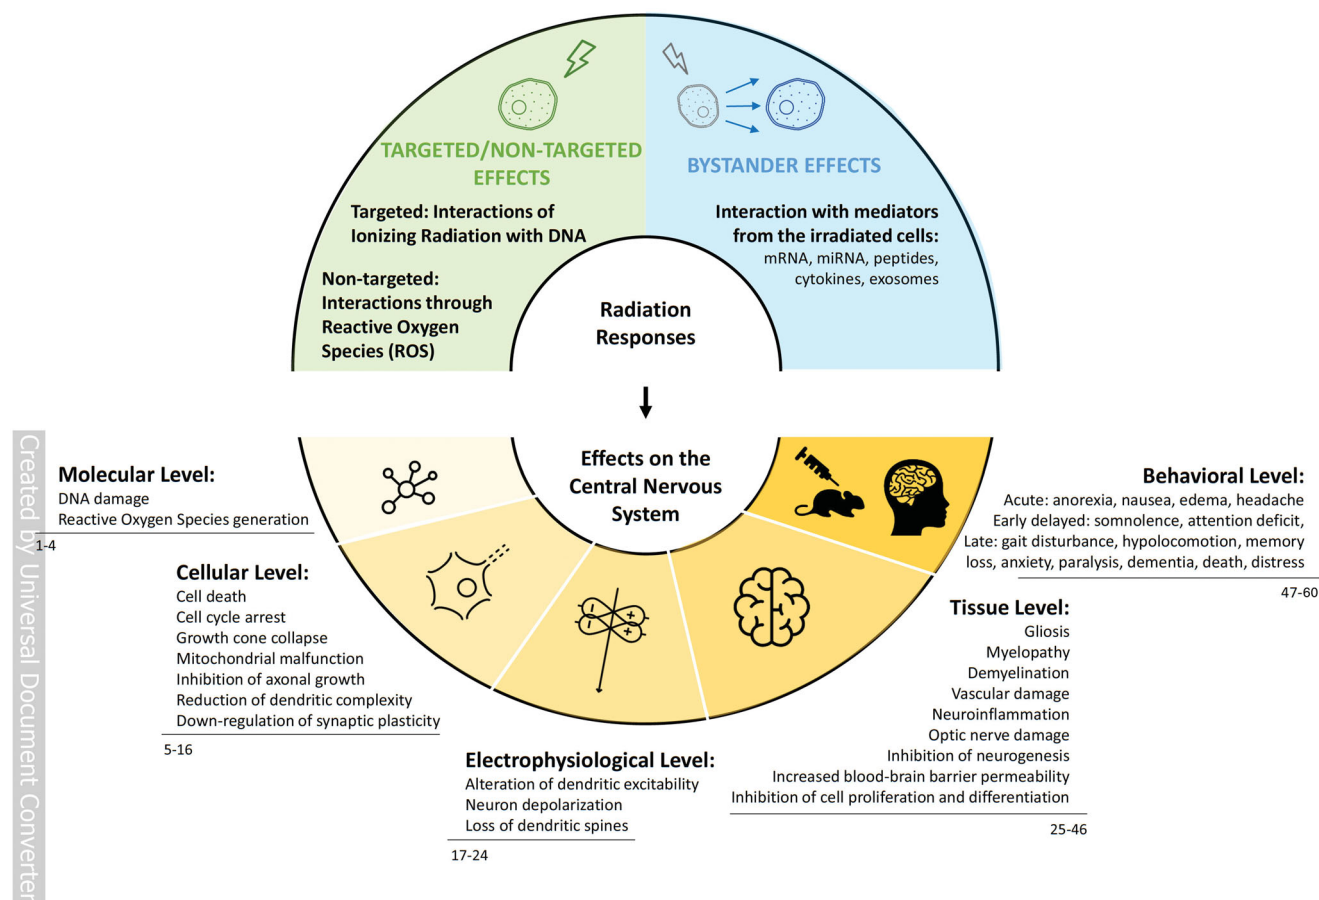 TARGETED/NON-TARGETED
EFFECTS
Targeted: Interactions of
Ionizing Radiation with DNA
Non-targeted:
Interactions through
Reactive Oxygen
Species (ROS)
BYSTANDER EFFECTS
Interaction with mediators
from the irradiated cells:
mRNA, miRNA, peptides,
cytokines, exosomes
Radiation
Responses
Effects on the
Central Nervous
System
Molecular Level:
DNA damage
Reactive Oxygen Species generation
1-4
Cellular Level:
Cell death
Cell cycle arrest
Growth cone collapse
Mitochondrial malfunction
Inhibition of axonal growth
Reduction of dendritic complexity
Down-regulation of synaptic plasticity
5-16
Electrophysiological Level:
Alteration of dendritic excitability
Neuron depolarization
Loss of dendritic spines
17-24
Tissue Level:
Gliosis
Myelopathy
Demyelination
Vascular damage
Neuroinflammation
Optic nerve damage
Inhibition of neurogenesis
Increased blood-brain barrier permeability
Inhibition of cell proliferation and differentiation
25-46
Behavioral Level:
Acute: anorexia, nausea, edema, headache
Early delayed: somnolence, attention deficit,
Late: gait disturbance, hypolocomotion, memory
loss, anxiety, paralysis, dementia, death, distress
47-60
Created by Universal Document Converter